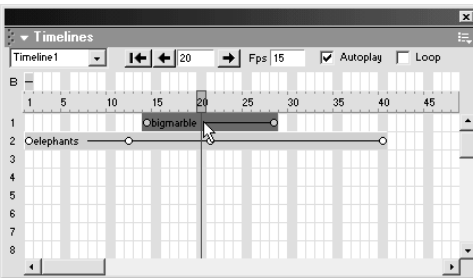 Timelines
Timeline1 20 Fps 15 Autoplay Loop
B
1 5 10 15 20 25 30 35 40 45
1 bigmarble
2 elephants
3
4
5
6
7
8